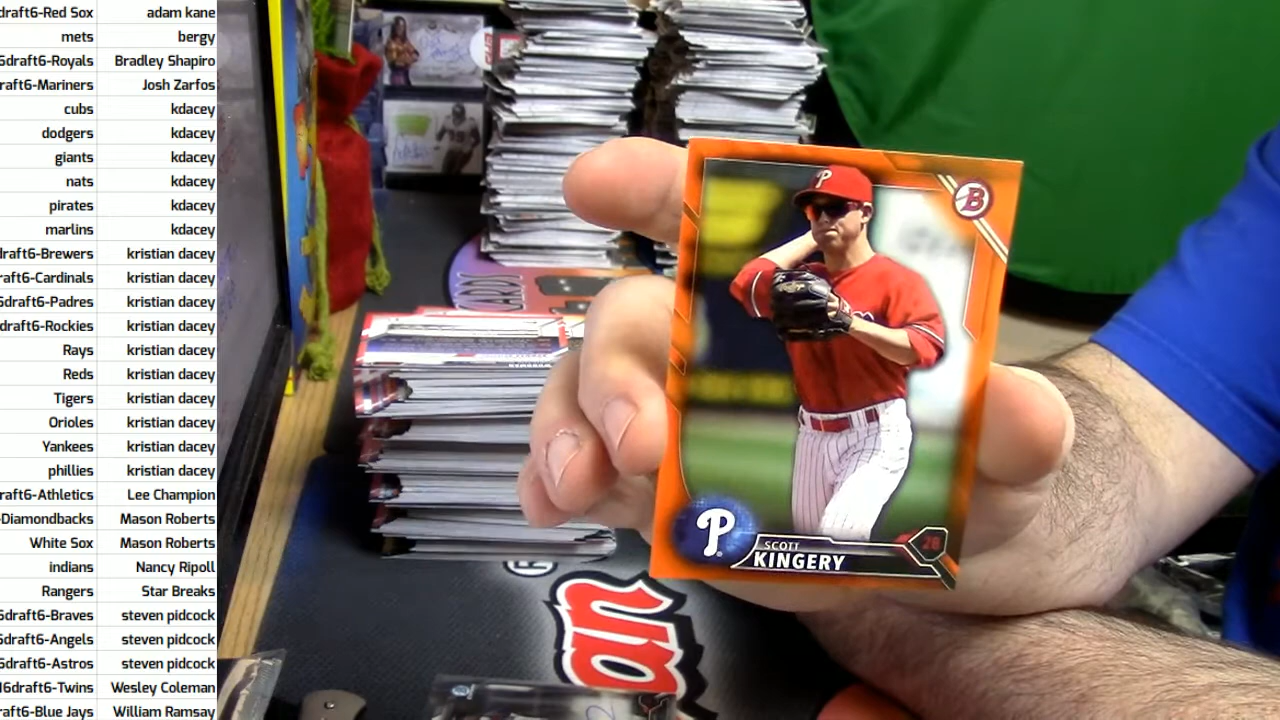 draft6-Red Sox adam kane
mets bergy
6draft6-Royals Bradley Shapiro
raft6-Mariners Josh Zarfos
cubs kdacey
dodgers kdacey
giants kdacey
nats kdacey
pirates kdacey
marlins kdacey
draft6-Brewers kristian dacey
raft6-Cardinals kristian dacey
6draft6-Padres kristian dacey
draft6-Rockies kristian dacey
Rays kristian dacey
Reds kristian dacey
Tigers kristian dacey
Orioles kristian dacey
Yankees kristian dacey
phillies kristian dacey
raft6-Athletics Lee Champion
-Diamondbacks Mason Roberts
White Sox Mason Roberts
indians Nancy Ripoll
Rangers Star Breaks
6draft6-Braves steven pidcock
6draft6-Angels steven pidcock
6draft6-Astros steven pidcock
16draft6-Twins Wesley Coleman
raft6-Blue Jays William Ramsay
P
B
P
SCOTT
KINGERY
28
CARDS